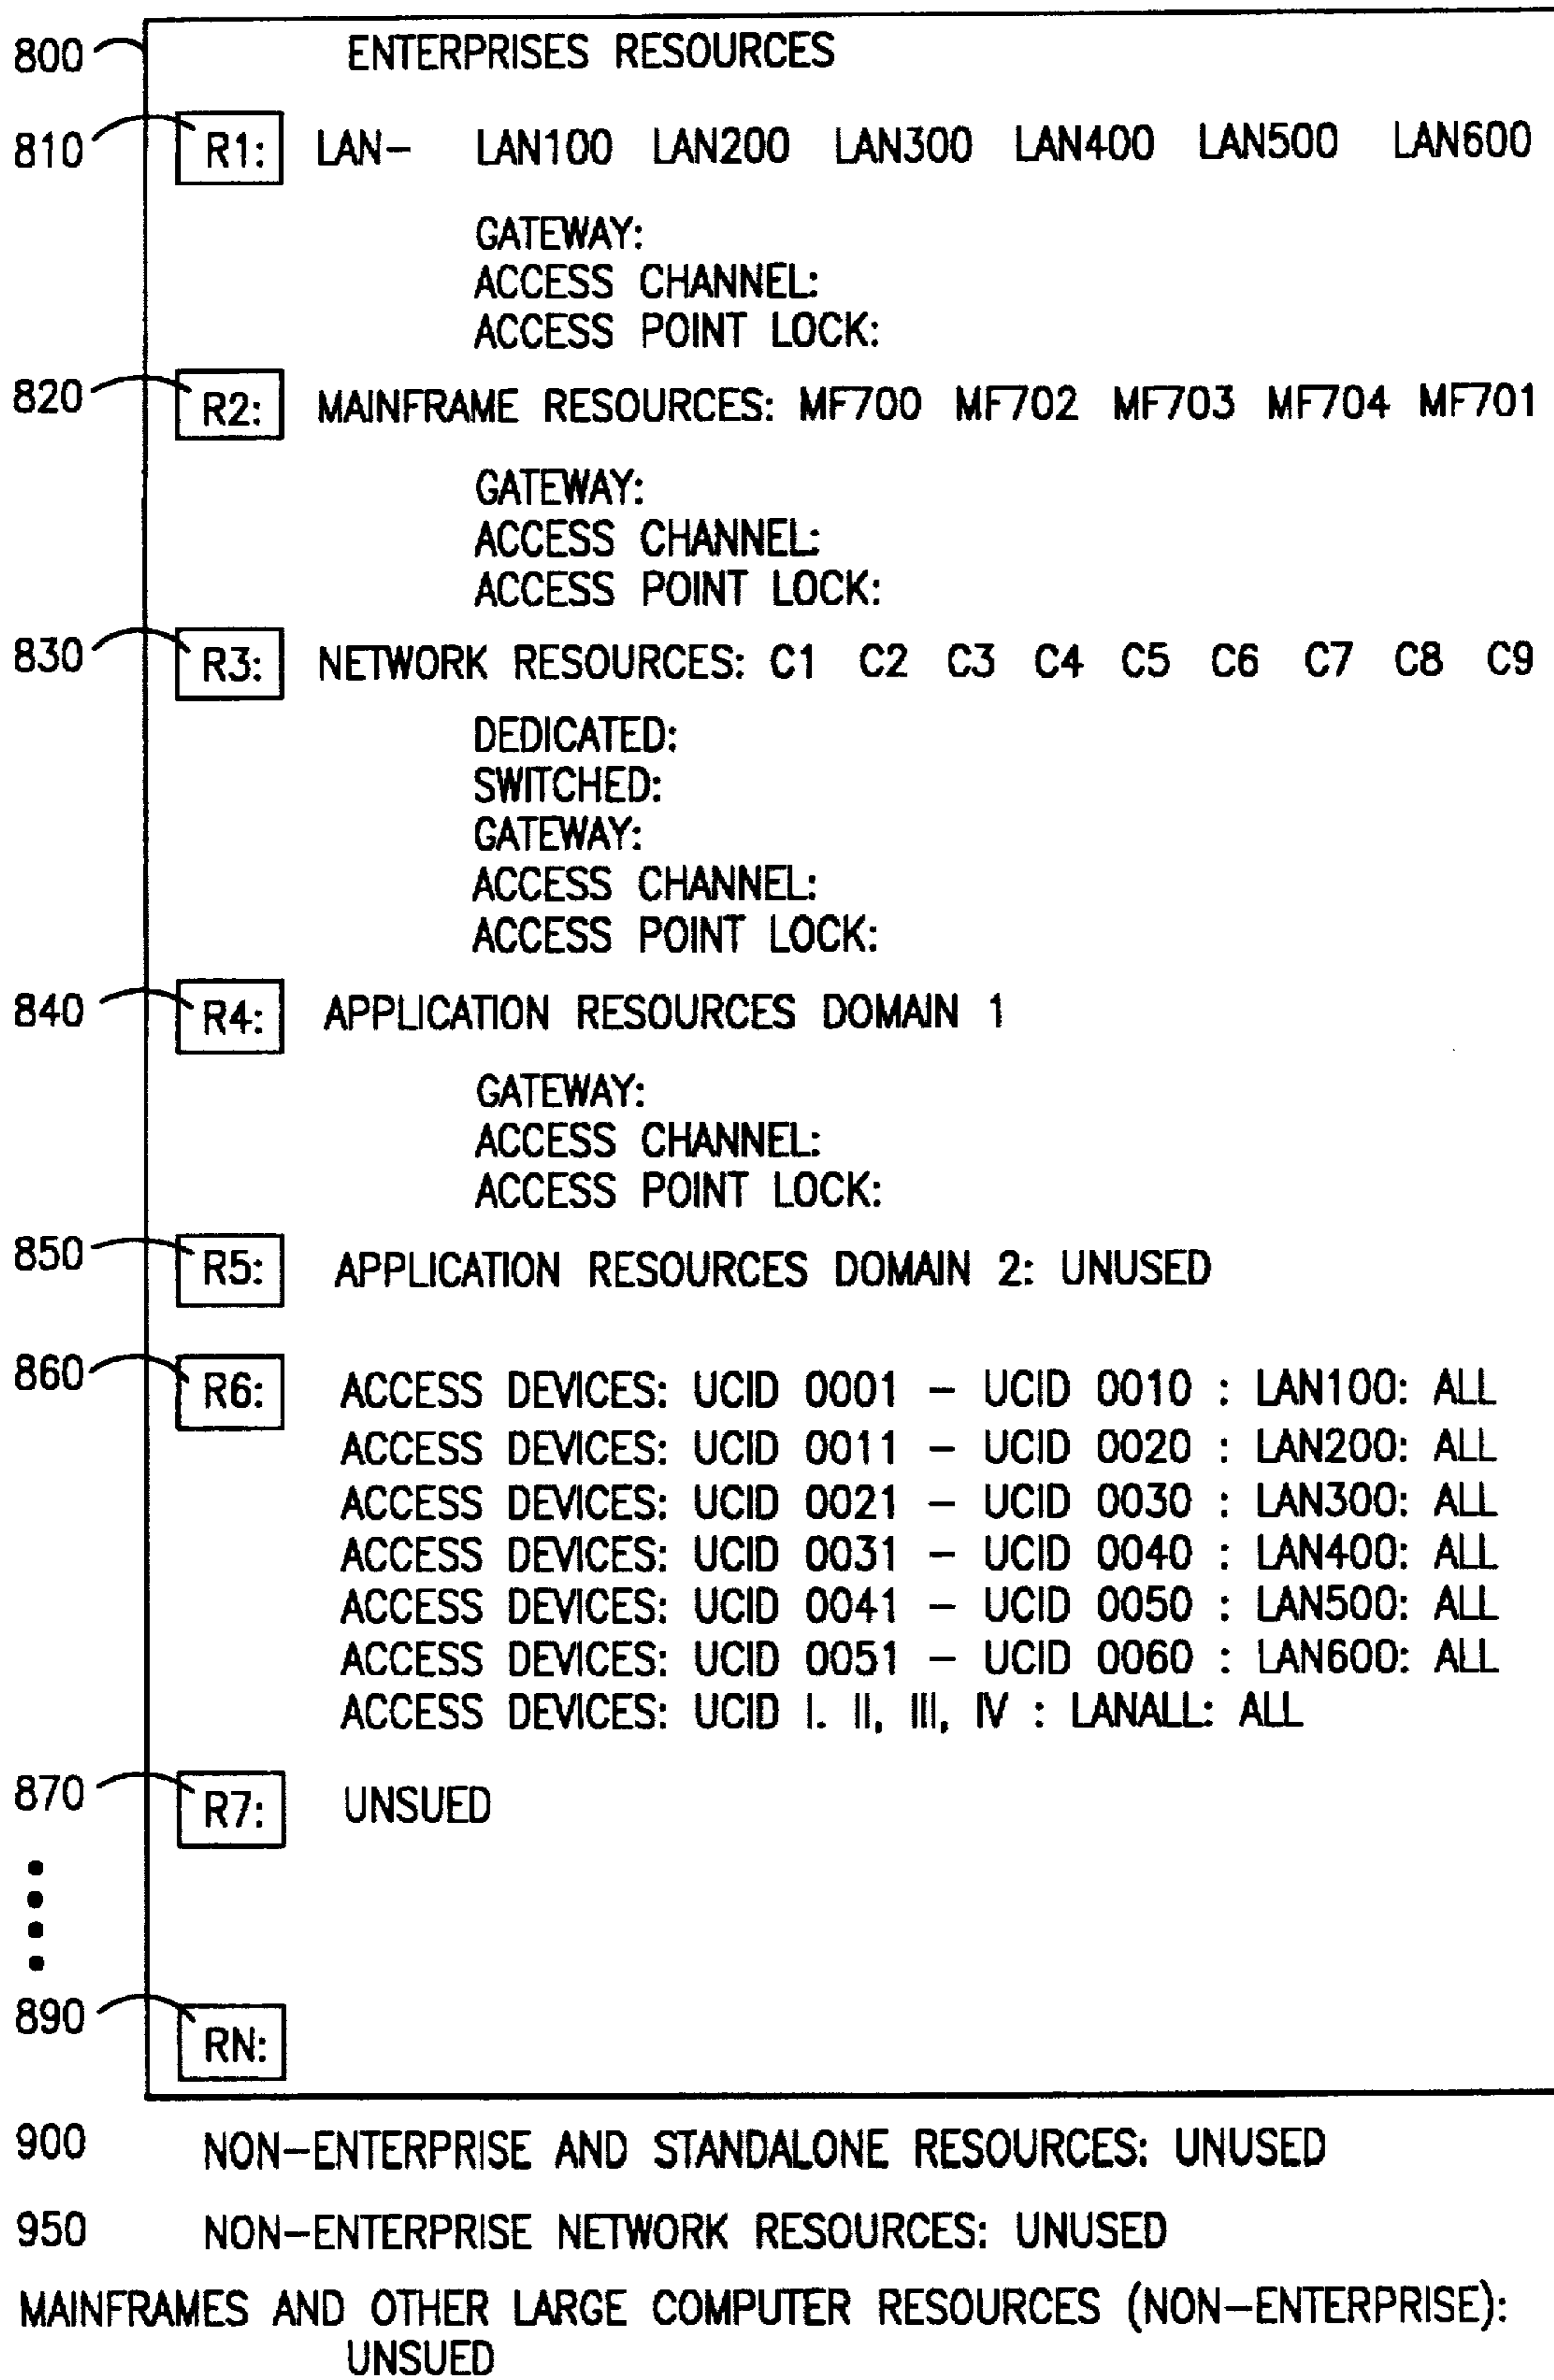 800 ENTERPRISES RESOURCES
810 R1: LAN- LAN100 LAN200 LAN300 LAN400 LAN500 LAN600
GATEWAY:
ACCESS CHANNEL:
ACCESS POINT LOCK:
820 R2: MAINFRAME RESOURCES: MF700 MF702 MF703 MF704 MF701
GATEWAY:
ACCESS CHANNEL:
ACCESS POINT LOCK:
830 R3: NETWORK RESOURCES: C1 C2 C3 C4 C5 C6 C7 C8 C9
DEDICATED:
SWITCHED:
GATEWAY:
ACCESS CHANNEL:
ACCESS POINT LOCK:
840 R4: APPLICATION RESOURCES DOMAIN 1
GATEWAY:
ACCESS CHANNEL:
ACCESS POINT LOCK:
850 R5: APPLICATION RESOURCES DOMAIN 2: UNUSED
860 R6: ACCESS DEVICES: UCID 0001 – UCID 0010 : LAN100: ALL
ACCESS DEVICES: UCID 0011 – UCID 0020 : LAN200: ALL
ACCESS DEVICES: UCID 0021 – UCID 0030 : LAN300: ALL
ACCESS DEVICES: UCID 0031 – UCID 0040 : LAN400: ALL
ACCESS DEVICES: UCID 0041 – UCID 0050 : LAN500: ALL
ACCESS DEVICES: UCID 0051 – UCID 0060 : LAN600: ALL
ACCESS DEVICES: UCID I. II, III, IV : LANALL: ALL
870 R7: UNSUED
890 RN:
900 NON-ENTERPRISE AND STANDALONE RESOURCES: UNUSED
950 NON-ENTERPRISE NETWORK RESOURCES: UNUSED
MAINFRAMES AND OTHER LARGE COMPUTER RESOURCES (NON-ENTERPRISE):
UNSUED